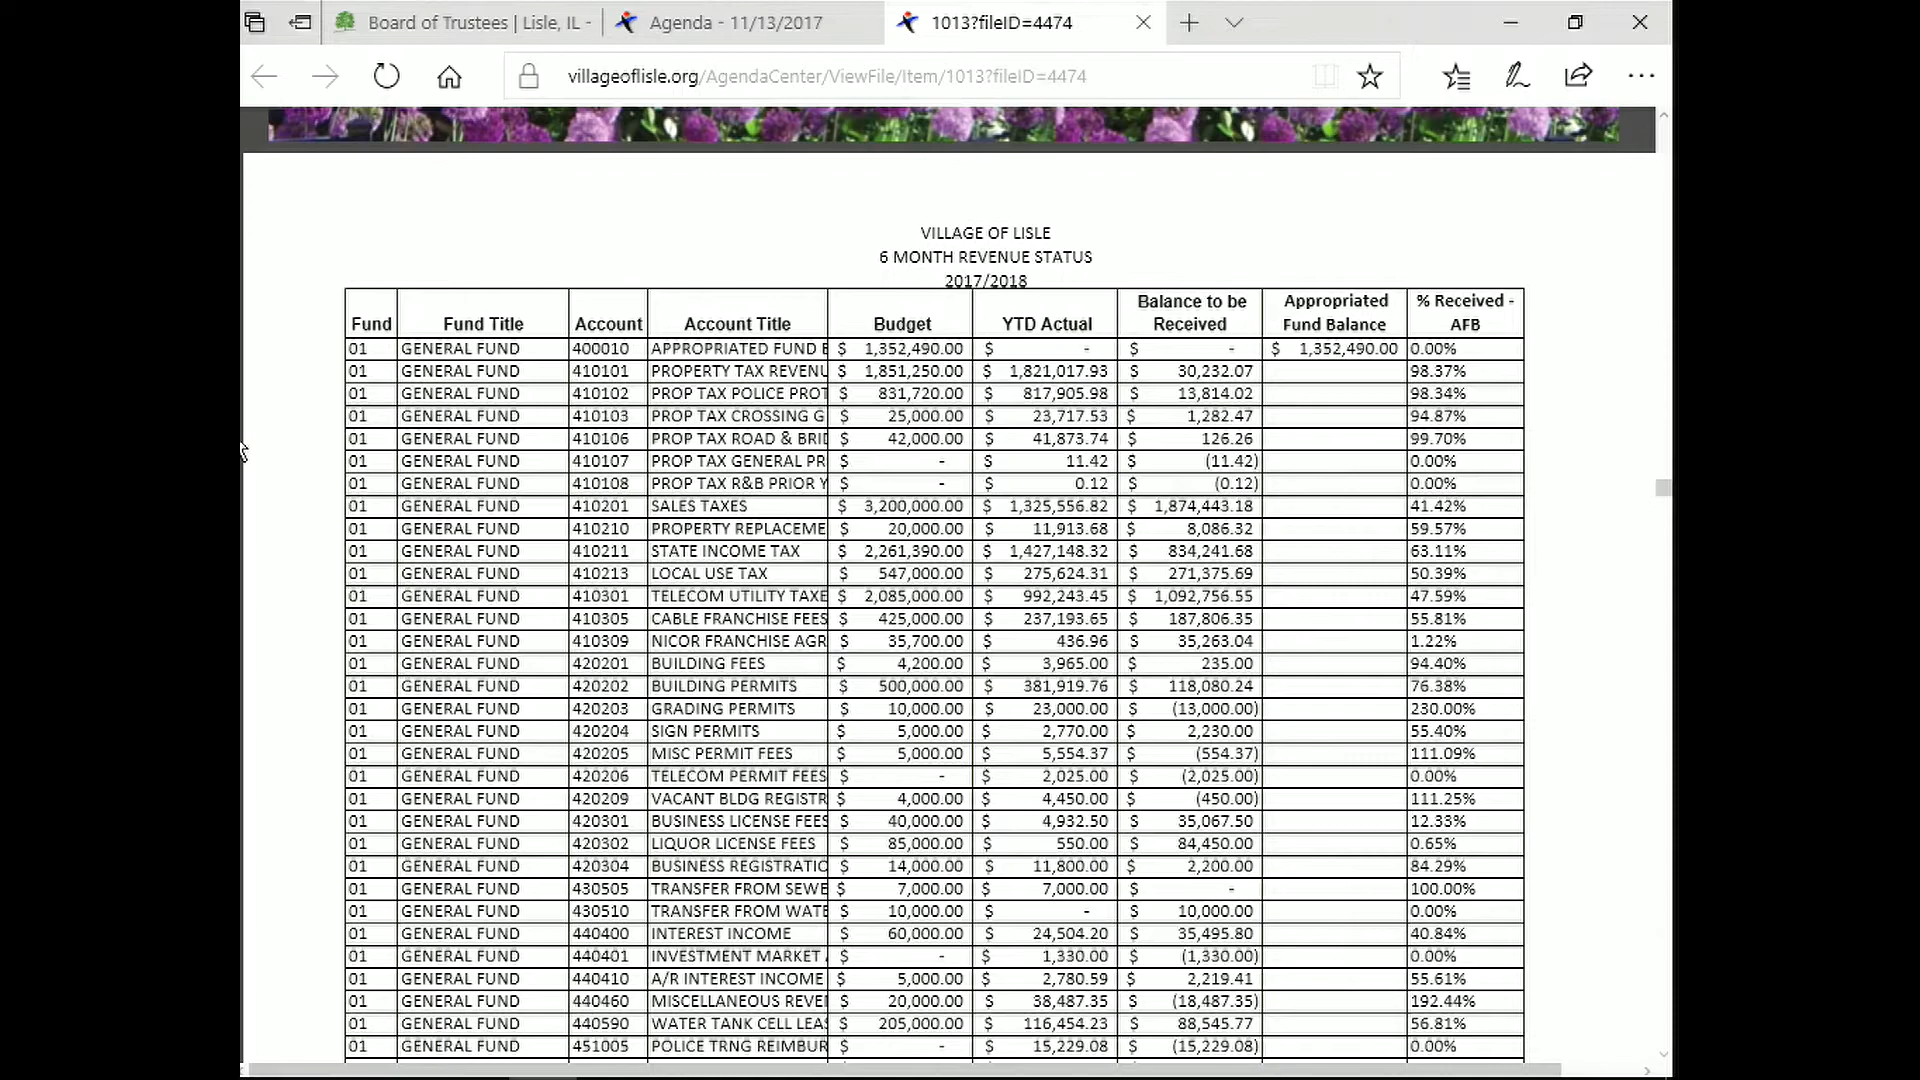 Board of Trustees | Lisle, IL -
Agenda - 11/13/2017
1013?fileID=4474
villageoflisle.org/AgendaCenter/ViewFile/Item/1013?fileID=4474
VILLAGE OF LISLE
6 MONTH REVENUE STATUS
2017/2018
Fund Fund Title Account Account Title Budget YTD Actual Balance to be Received Appropriated Fund Balance % Received - AFB
01 GENERAL FUND 400010 APPROPRIATED FUND $ 1,352,490.00 $ - $ - $ 1,352,490.00 0.00%
01 GENERAL FUND 410101 PROPERTY TAX REVENU $ 1,851,250.00 $ 1,821,017.93 $ 30,232.07 98.37%
01 GENERAL FUND 410102 PROP TAX POLICE PROT $ 831,720.00 $ 817,905.98 $ 13,814.02 98.34%
01 GENERAL FUND 410103 PROP TAX CROSSING G $ 25,000.00 $ 23,717.53 $ 1,282.47 94.87%
01 GENERAL FUND 410106 PROP TAX ROAD & BRID $ 42,000.00 $ 41,873.74 $ 126.26 99.70%
01 GENERAL FUND 410107 PROP TAX GENERAL PR $ - $ 11.42 $ (11.42) 0.00%
01 GENERAL FUND 410108 PROP TAX R&B PRIOR Y $ - $ 0.12 $ (0.12) 0.00%
01 GENERAL FUND 410201 SALES TAXES $ 3,200,000.00 $ 1,325,556.82 $ 1,874,443.18 41.42%
01 GENERAL FUND 410210 PROPERTY REPLACEME $ 20,000.00 $ 11,913.68 $ 8,086.32 59.57%
01 GENERAL FUND 410211 STATE INCOME TAX $ 2,261,390.00 $ 1,427,148.32 $ 834,241.68 63.11%
01 GENERAL FUND 410213 LOCAL USE TAX $ 547,000.00 $ 275,624.31 $ 271,375.69 50.39%
01 GENERAL FUND 410301 TELECOM UTILITY TAXE $ 2,085,000.00 $ 992,243.45 $ 1,092,756.55 47.59%
01 GENERAL FUND 410305 CABLE FRANCHISE FEES $ 425,000.00 $ 237,193.65 $ 187,806.35 55.81%
01 GENERAL FUND 410309 NICOR FRANCHISE AGR $ 35,700.00 $ 436.96 $ 35,263.04 1.22%
01 GENERAL FUND 420201 BUILDING FEES $ 4,200.00 $ 3,965.00 $ 235.00 94.40%
01 GENERAL FUND 420202 BUILDING PERMITS $ 500,000.00 $ 381,919.76 $ 118,080.24 76.38%
01 GENERAL FUND 420203 GRADING PERMITS $ 10,000.00 $ 23,000.00 $ (13,000.00) 230.00%
01 GENERAL FUND 420204 SIGN PERMITS $ 5,000.00 $ 2,770.00 $ 2,230.00 55.40%
01 GENERAL FUND 420205 MISC PERMIT FEES $ 5,000.00 $ 5,554.37 $ (554.37) 111.09%
01 GENERAL FUND 420206 TELECOM PERMIT FEES $ - $ 2,025.00 $ (2,025.00) 0.00%
01 GENERAL FUND 420209 VACANT BLDG REGISTR $ 4,000.00 $ 4,450.00 $ (450.00) 111.25%
01 GENERAL FUND 420301 BUSINESS LICENSE FEES $ 40,000.00 $ 4,932.50 $ 35,067.50 12.33%
01 GENERAL FUND 420302 LIQUOR LICENSE FEES $ 85,000.00 $ 550.00 $ 84,450.00 0.65%
01 GENERAL FUND 420304 BUSINESS REGISTRATIO $ 14,000.00 $ 11,800.00 $ 2,200.00 84.29%
01 GENERAL FUND 430505 TRANSFER FROM SEWE $ 7,000.00 $ 7,000.00 $ - 100.00%
01 GENERAL FUND 430510 TRANSFER FROM WATE $ 10,000.00 $ - $ 10,000.00 0.00%
01 GENERAL FUND 440400 INTEREST INCOME $ 60,000.00 $ 24,504.20 $ 35,495.80 40.84%
01 GENERAL FUND 440401 INVESTMENT MARKET $ - $ 1,330.00 $ (1,330.00) 0.00%
01 GENERAL FUND 440410 A/R INTEREST INCOME $ 5,000.00 $ 2,780.59 $ 2,219.41 55.61%
01 GENERAL FUND 440460 MISCELLANEOUS REVEN $ 20,000.00 $ 38,487.35 $ (18,487.35) 192.44%
01 GENERAL FUND 440590 WATER TANK CELL LEAS $ 205,000.00 $ 116,454.23 $ 88,545.77 56.81%
01 GENERAL FUND 451005 POLICE TRNG REIMBUR $ - $ 15,229.08 $ (15,229.08) 0.00%